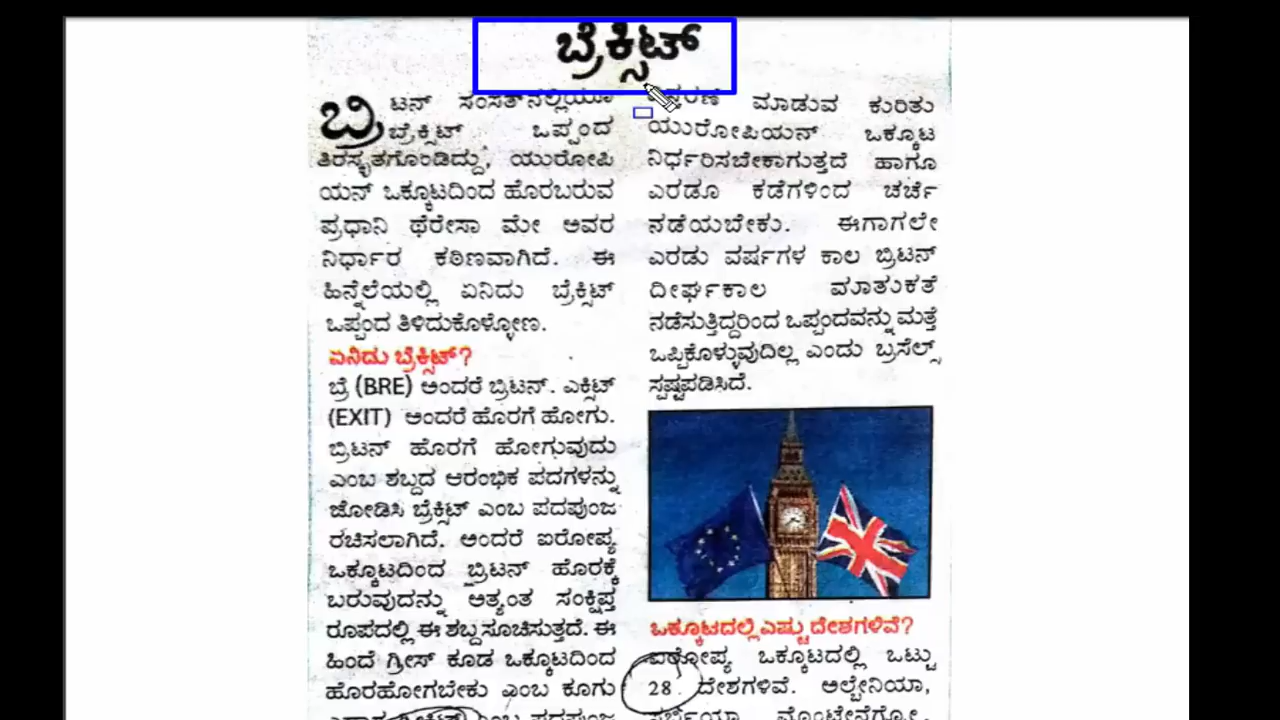 ಬ್ರೆಕ್ಸಿಟ್
ಬ್ರಿಟನ್ ಸಂಸತ್‌ನಲ್ಲಿಯೂ
ಬ್ರೆಕ್ಸಿಟ್ ಒಪ್ಪಂದ
ತಿರಸ್ಕೃತಗೊಂಡಿದ್ದು, ಯುರೋಪಿ
ಯನ್ ಒಕ್ಕೂಟದಿಂದ ಹೊರಬರುವ
ಪ್ರಧಾನಿ ಥೆರೇಸಾ ಮೇ ಅವರ
ನಿರ್ಧಾರ ಕಠಿಣವಾಗಿದೆ. ಈ
ಹಿನ್ನೆಲೆಯಲ್ಲಿ ಏನಿದು ಬ್ರೆಕ್ಸಿಟ್
ಒಪ್ಪಂದ ತಿಳಿದುಕೊಳ್ಳೋಣ.
ಏನಿದು ಬ್ರೆಕ್ಸಿಟ್?
ಬ್ರೆ (BRE) ಅಂದರೆ ಬ್ರಿಟನ್. ಎಕ್ಸಿಟ್
(EXIT) ಅಂದರೆ ಹೊರಗೆ ಹೋಗು.
ಬ್ರಿಟನ್ ಹೊರಗೆ ಹೋಗುವುದು
ಎಂಬ ಶಬ್ದದ ಆರಂಭಿಕ ಪದಗಳನ್ನು
ಜೋಡಿಸಿ ಬ್ರೆಕ್ಸಿಟ್ ಎಂಬ ಪದಪುಂಜ
ರಚಿಸಲಾಗಿದೆ. ಅಂದರೆ ಐರೋಪ್ಯ
ಒಕ್ಕೂಟದಿಂದ ಬ್ರಿಟನ್ ಹೊರಕ್ಕೆ
ಬರುವುದನ್ನು ಅತ್ಯಂತ ಸಂಕ್ಷಿಪ್ತ
ರೂಪದಲ್ಲಿ ಈ ಶಬ್ದ ಸೂಚಿಸುತ್ತದೆ. ಈ
ಹಿಂದೆ ಗ್ರೀಸ್ ಕೂಡ ಒಕ್ಕೂಟದಿಂದ
ಹೊರಹೋಗಬೇಕು ಎಂಬ ಕೂಗು
ಮಾಡುವ ಕುರಿತು
ಯುರೋಪಿಯನ್ ಒಕ್ಕೂಟ
ನಿರ್ಧರಿಸಬೇಕಾಗುತ್ತದೆ ಹಾಗೂ
ಎರಡೂ ಕಡೆಗಳಿಂದ ಚರ್ಚೆ
ನಡೆಯಬೇಕು. ಈಗಾಗಲೇ
ಎರಡು ವರ್ಷಗಳ ಕಾಲ ಬ್ರಿಟನ್
ದೀರ್ಘಕಾಲ ಮಾತುಕತೆ
ನಡೆಸುತ್ತಿದ್ದರಿಂದ ಒಪ್ಪಂದವನ್ನು ಮತ್ತೆ
ಒಪ್ಪಿಕೊಳ್ಳುವುದಿಲ್ಲ ಎಂದು ಬ್ರಸೆಲ್ಸ್
ಸ್ಪಷ್ಟಪಡಿಸಿದೆ.
ಒಕ್ಕೂಟದಲ್ಲಿ ಎಷ್ಟು ದೇಶಗಳಿವೆ?
ಐರೋಪ್ಯ ಒಕ್ಕೂಟದಲ್ಲಿ ಒಟ್ಟು
28 ದೇಶಗಳಿವೆ. ಅಲ್ಬೇನಿಯಾ,